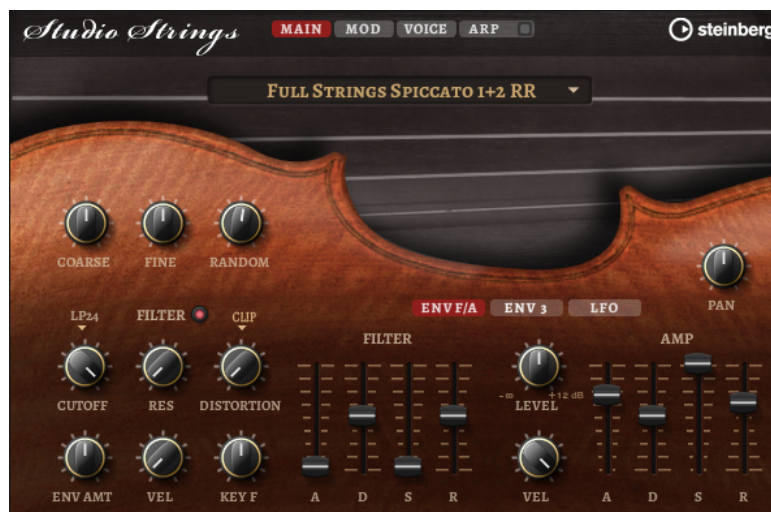 Studio Strings MAIN MOD VOICE ARP steinberg
FULL STRINGS SPICCATO 1+2 RR
COARSE FINE RANDOM
PAN
ENV F/A ENV 3 LFO
LP24 FILTER CLIP
FILTER AMP
-∞ +12 dB
CUTOFF RES DISTORTION LEVEL
ENV AMT VEL KEY F A D S R VEL A D S R